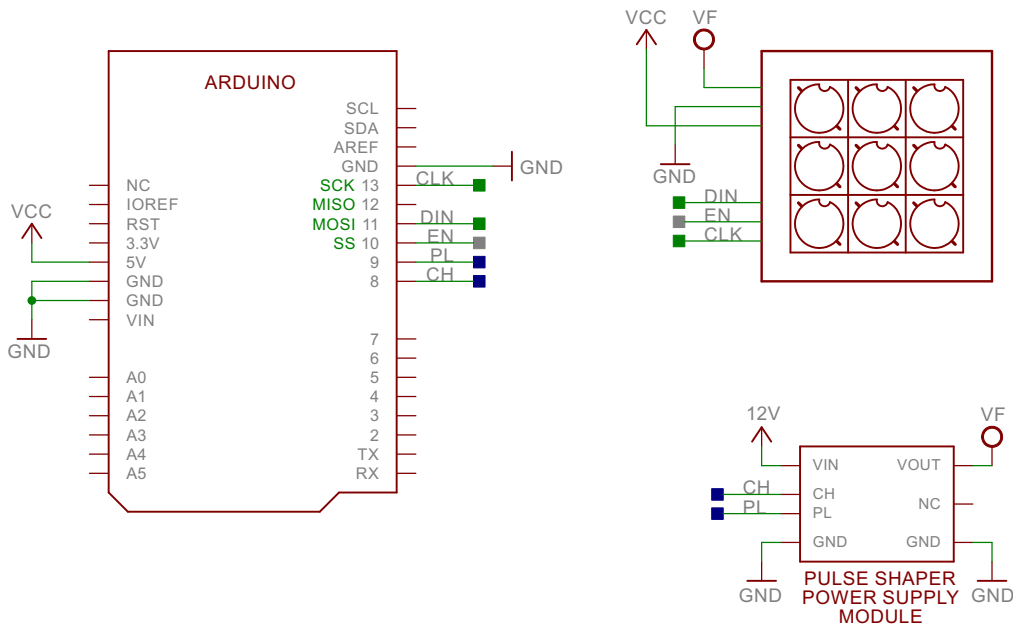 ARDUINO
NC
IOREF
RST
3.3V
5V
GND
GND
VIN
A0
A1
A2
A3
A4
A5
VCC
GND
SCL
SDA
AREF
GND
SCK 13
MISO 12
MOSI 11
SS 10
9
8
7
6
5
4
3
2
TX
RX
GND
CLK
DIN
EN
PL
CH
VCC
VF
GND
DIN
EN
CLK
12V
VF
VIN
CH
PL
GND
VOUT
NC
GND
CH
PL
GND
GND
PULSE SHAPER
POWER SUPPLY
MODULE